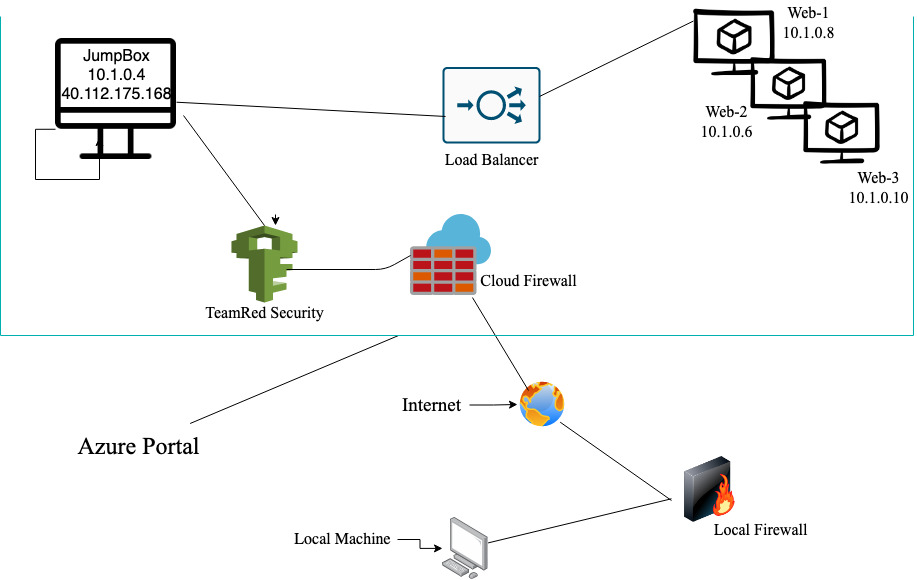 JumpBox
10.1.0.4
40.112.175.168
Load Balancer
Web-1
10.1.0.8
Web-2
10.1.0.6
Web-3
10.1.0.10
TeamRed Security
Cloud Firewall
Internet
Azure Portal
Local Firewall
Local Machine